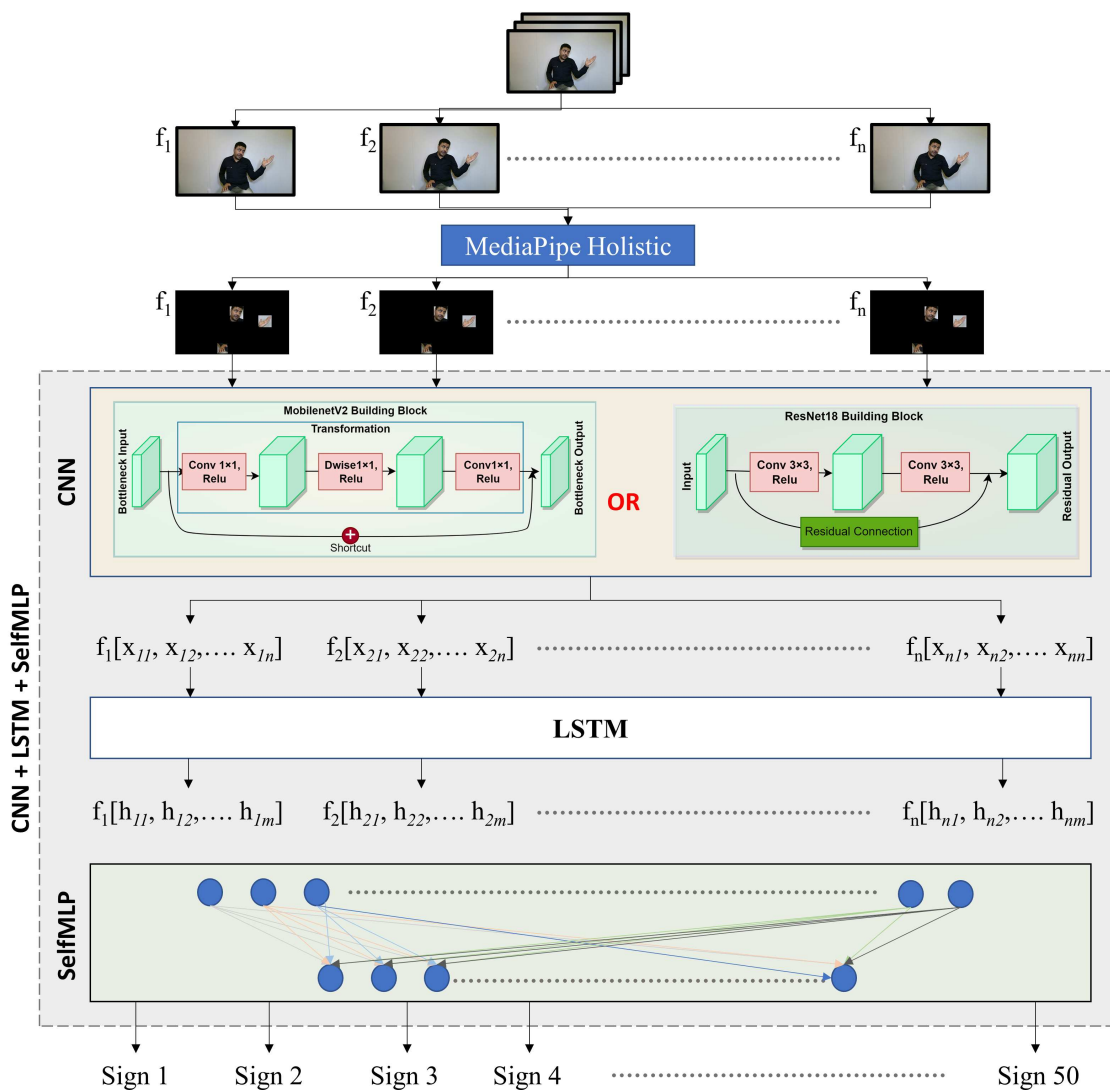 f1 f2 fn
MediaPipe Holistic
f1 f2 fn
CNN + LSTM + SelfMLP
CNN
MobilenetV2 Building Block
Transformation
Bottleneck Input
Conv 1×1,
Relu
Dwise1×1,
Relu
Conv1×1,
Relu
Bottleneck Output
Shortcut
OR
ResNet18 Building Block
Input
Conv 3×3,
Relu
Conv 3×3,
Relu
Residual Output
Residual Connection
f1[x11, x12,.... x1n] f2[x21, x22,.... x2n] fn[xn1, xn2,.... xnn]
LSTM
f1[h11, h12,.... h1m] f2[h21, h22,.... h2m] fn[hn1, hn2,.... hnm]
SelfMLP
Sign 1 Sign 2 Sign 3 Sign 4 Sign 50